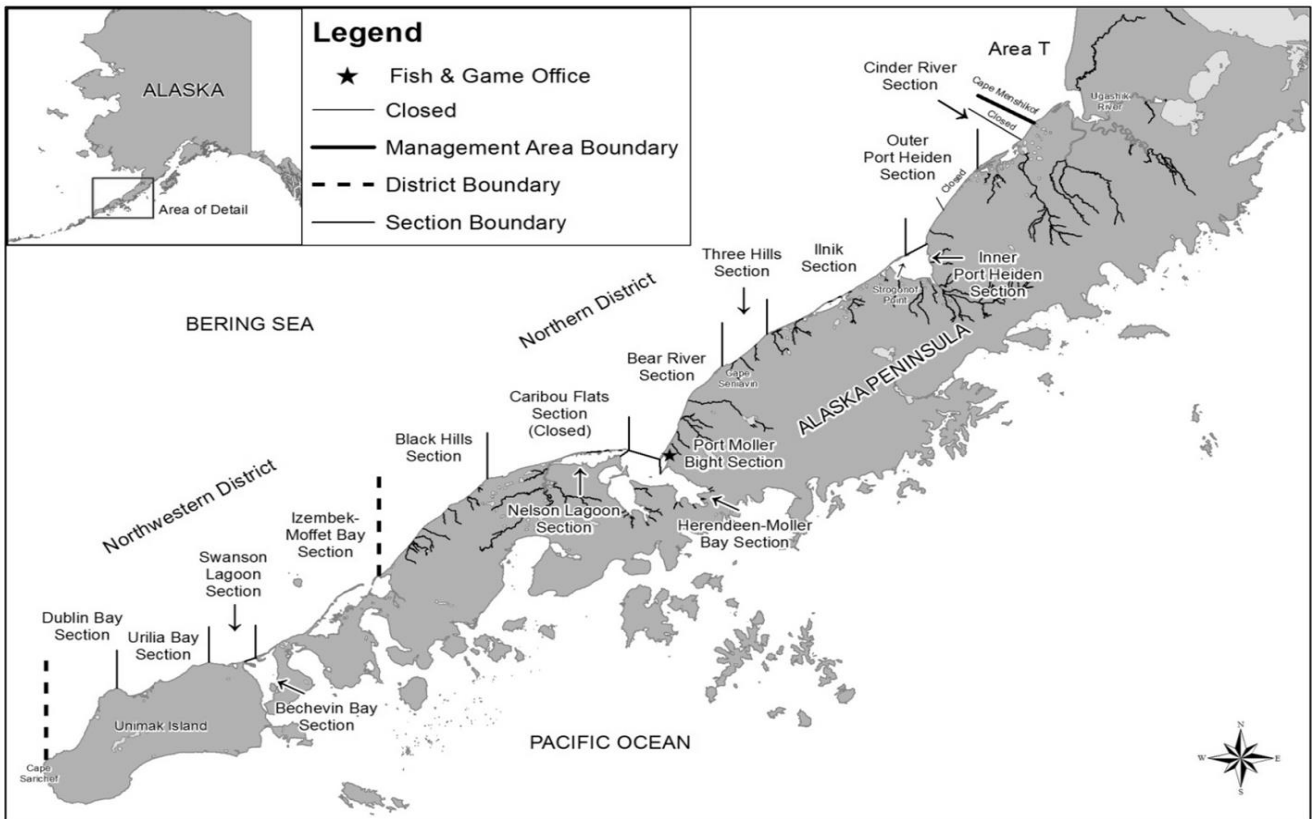 ALASKA
Area of Detail
Legend
Fish & Game Office
Closed
Management Area Boundary
District Boundary
Section Boundary
Area T
Cinder River
Section
Cape Menshikof
Closed
Ugashik
River
Outer
Port Heiden
Section
Closed
Three Hills
Section
Ilnik
Section
Strogonof
Point
Inner
Port Heiden
Section
BERING SEA
Northern District
Bear River
Section
Cape
Seniavin
ALASKA PENINSULA
Caribou Flats
Section
(Closed)
Black Hills
Section
Port Moller
Bight Section
Nelson Lagoon
Section
Herendeen-Moller
Bay Section
Northwestern District
Izembek-
Moffet Bay
Section
Swanson
Lagoon
Section
Dublin Bay
Section
Urilia Bay
Section
Bechevin Bay
Section
Unimak Island
Cape
Sarichef
PACIFIC OCEAN
N
W
E
S